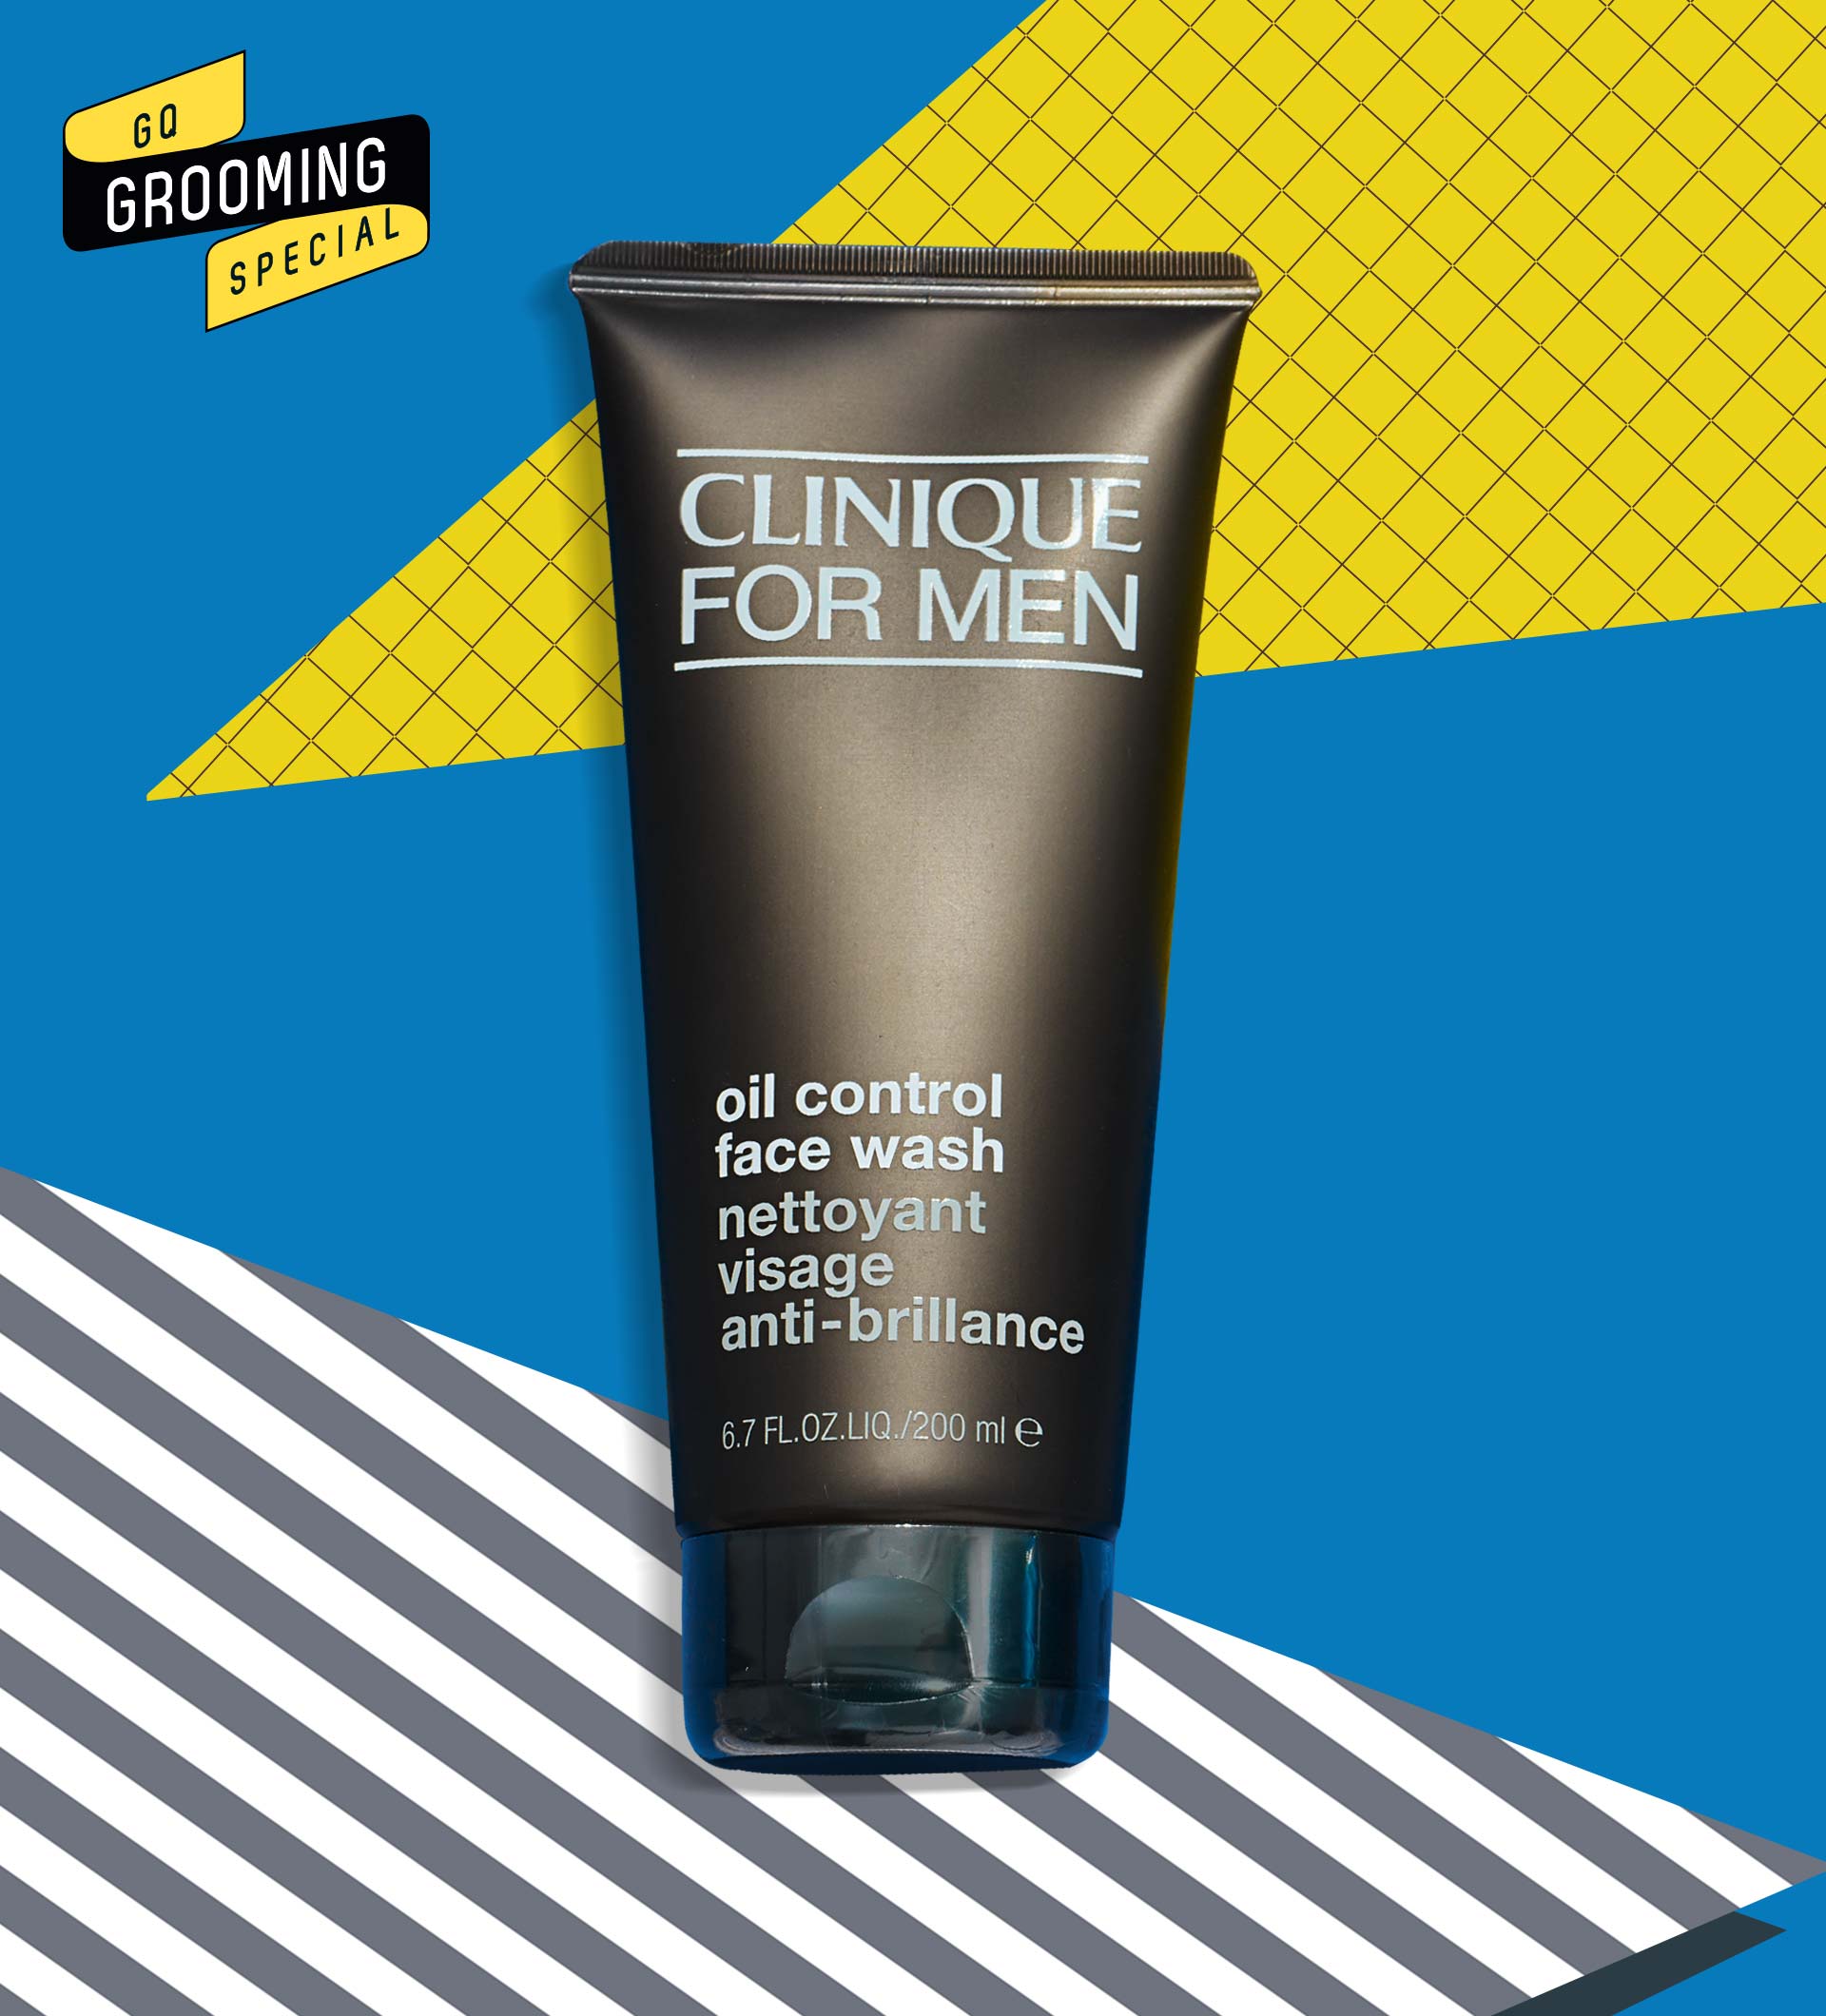 GQ
GROOMING
SPECIAL
CLINIQUE
FOR MEN
oil control
face wash
nettoyant
visage
anti-brillance
6.7 FL.OZ.LIQ./200 ml ℮